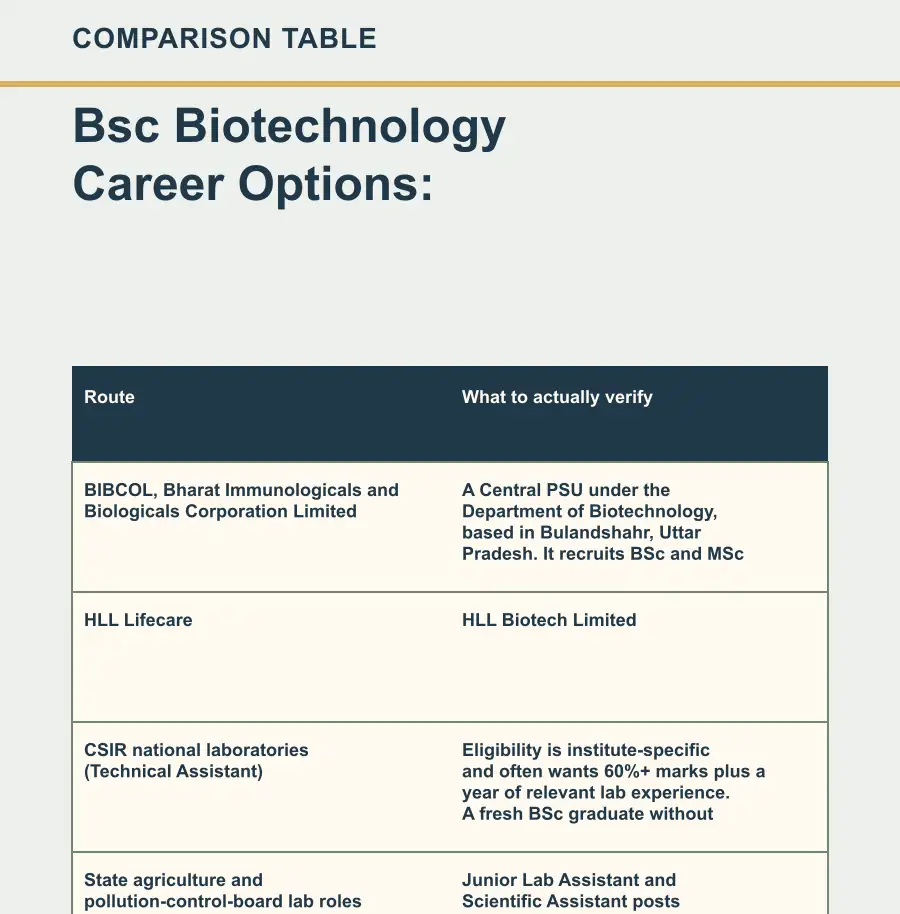 COMPARISON TABLE
Bsc Biotechnology
Career Options:
Route
What to actually verify
BIBCOL, Bharat Immunologicals and
Biologicals Corporation Limited
A Central PSU under the
Department of Biotechnology,
based in Bulandshahr, Uttar
Pradesh. It recruits BSc and MSc
HLL Lifecare
HLL Biotech Limited
CSIR national laboratories
(Technical Assistant)
Eligibility is institute-specific
and often wants 60%+ marks plus a
year of relevant lab experience.
A fresh BSc graduate without
State agriculture and
pollution-control-board lab roles
Junior Lab Assistant and
Scientific Assistant posts